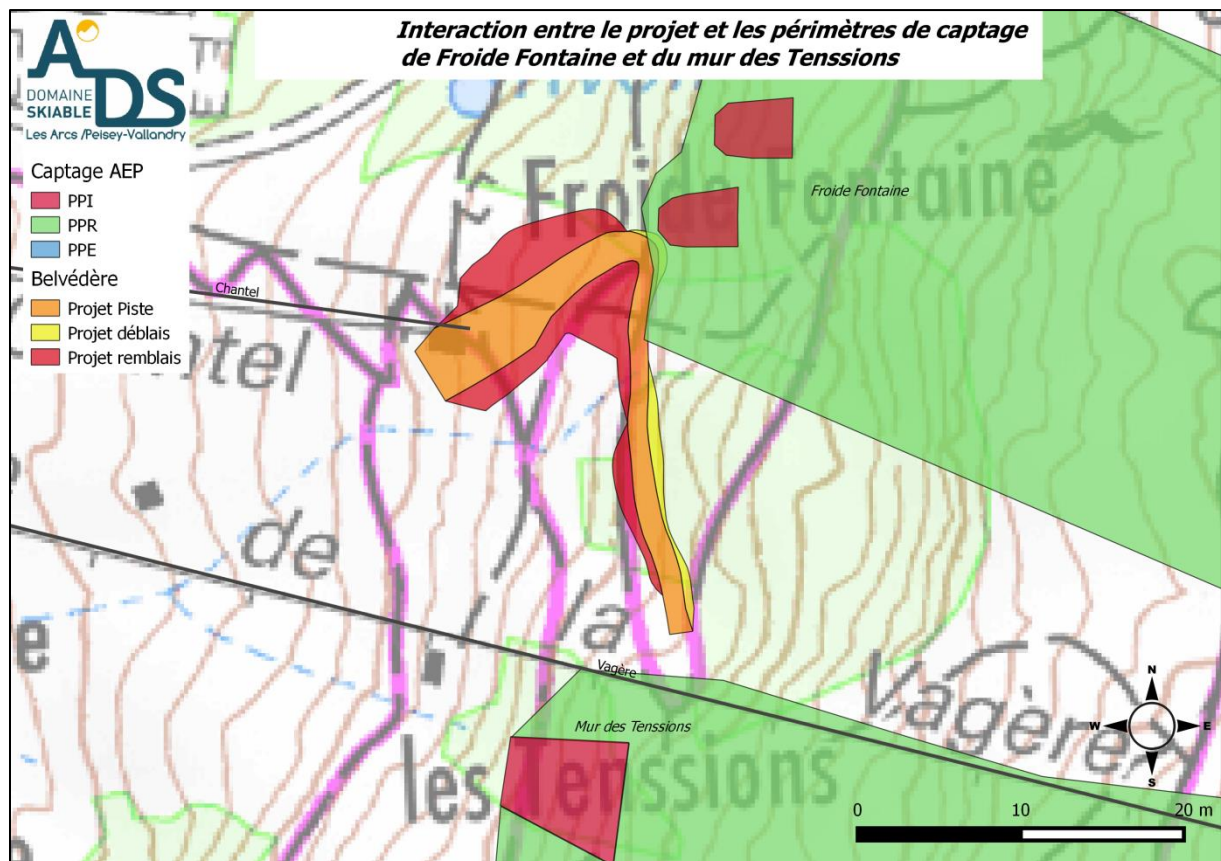 Interaction entre le projet et les périmètres de captage
de Froide Fontaine et du mur des Tenssions
ADS
DOMAINE
SKIABLE
Les Arcs /Peisey-Vallandry
Captage AEP
PPI
PPR
PPE
Belvédère
Projet Piste
Projet déblais
Projet remblais
Froide Fontaine
Froide Fontaine
Chantel
ntel
de
la
Vagère
Vagère
Mur des Tenssions
les Tenssions
e
e
N
W
E
S
0
10
20 m